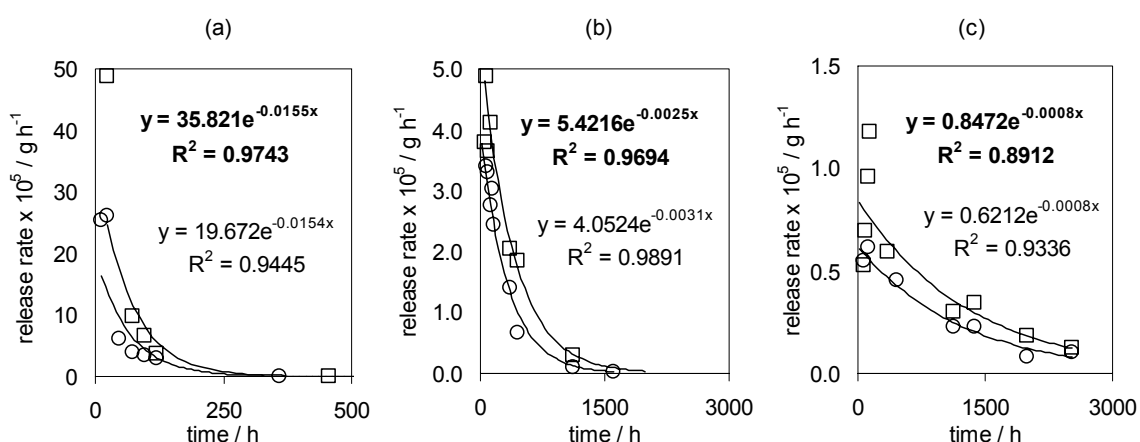 (a)
50
40
30
20
10
0
release rate x 10⁵ / g h⁻¹
y = 35.821e⁻⁰·⁰¹⁵⁵ˣ
R² = 0.9743
y = 19.672e⁻⁰·⁰¹⁵⁴ˣ
R² = 0.9445
0 250 500
time / h
(b)
5.0
4.0
3.0
2.0
1.0
0.0
release rate x 10⁵ / g h⁻¹
y = 5.4216e⁻⁰·⁰⁰²⁵ˣ
R² = 0.9694
y = 4.0524e⁻⁰·⁰⁰³¹ˣ
R² = 0.9891
0 1500 3000
time / h
(c)
1.5
1.0
0.5
0.0
release rate x 10⁵ / g h⁻¹
y = 0.8472e⁻⁰·⁰⁰⁰⁸ˣ
R² = 0.8912
y = 0.6212e⁻⁰·⁰⁰⁰⁸ˣ
R² = 0.9336
0 1500 3000
time / h